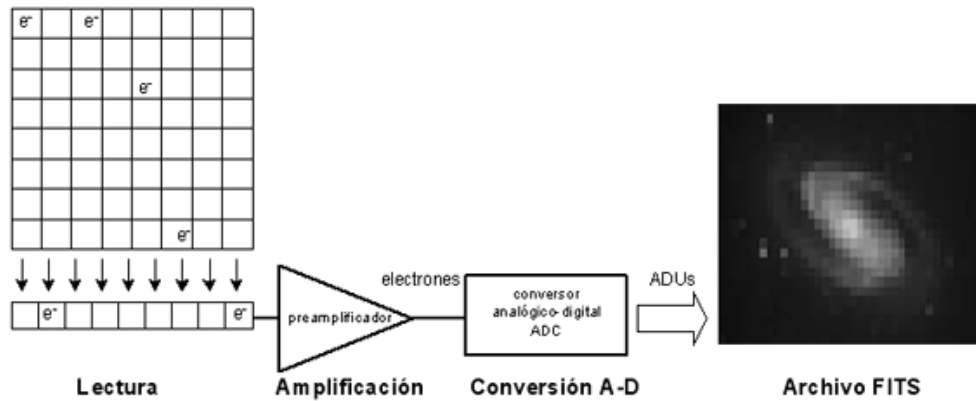 e⁻ e⁻
e⁻
e⁻
e⁻ e⁻
preamplificador
electrones
conversor
analógico-digital
ADC
ADUs
Lectura
Amplificación
Conversión A-D
Archivo FITS